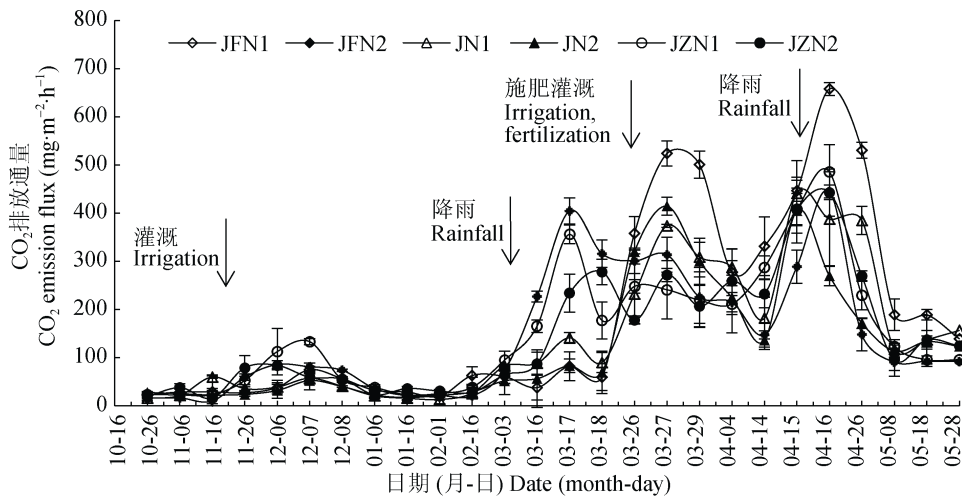 800
700
600
500
400
300
200
100
0
CO₂排放通量
CO₂ emission flux (mg·m⁻²·h⁻¹)
JFN1 JFN2 JN1 JN2 JZN1 JZN2
灌溉
Irrigation
降雨
Rainfall
施肥灌溉
Irrigation,
fertilization
降雨
Rainfall
10-16 10-26 11-06 11-16 11-26 12-06 12-07 12-08 01-06 01-16 02-01 02-16 03-03 03-16 03-17 03-18 03-26 03-27 03-29 04-04 04-14 04-15 04-16 04-26 05-08 05-18 05-28
日期 (月-日) Date (month-day)